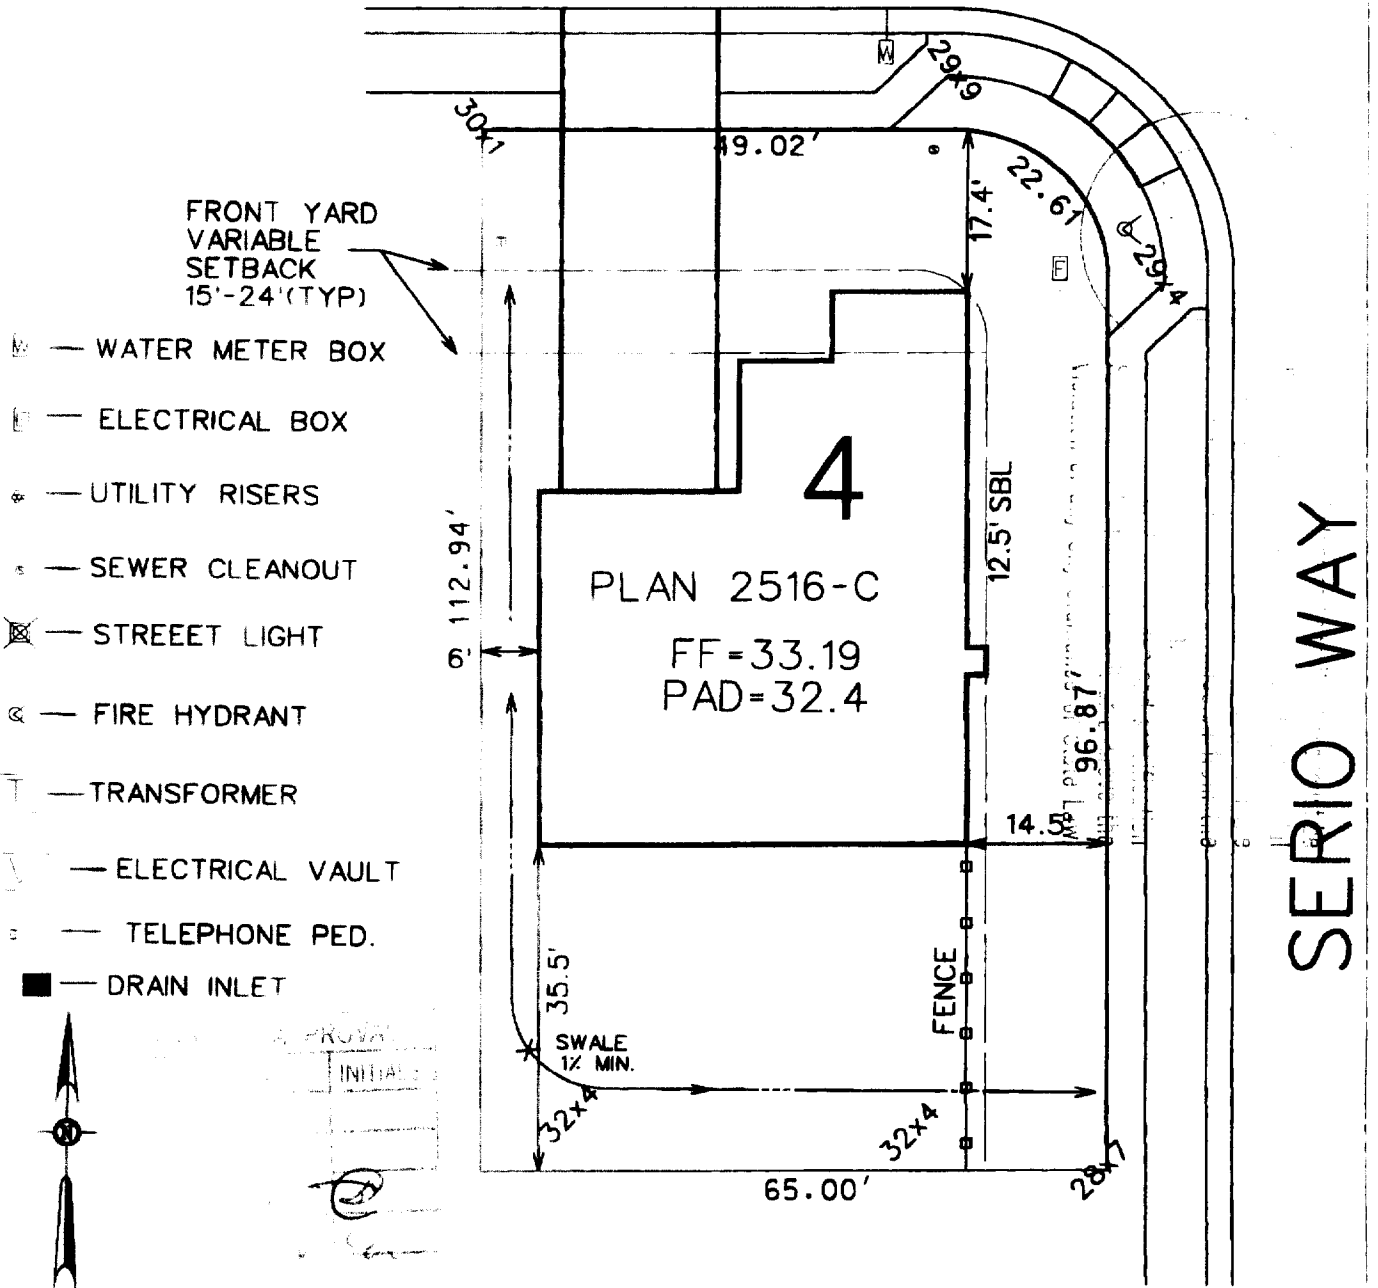 W
29x9
30x1
49.02'
22.61
17.4'
FRONT YARD
VARIABLE
SETBACK
15'-24'(TYP)
E
29x4
WATER METER BOX
ELECTRICAL BOX
UTILITY RISERS
SEWER CLEANOUT
STREEET LIGHT
FIRE HYDRANT
TRANSFORMER
ELECTRICAL VAULT
TELEPHONE PED.
DRAIN INLET
4
PLAN 2516-C
FF=33.19
PAD=32.4
112.94'
6'
12.5' SBL
96.87'
14.5'
SERIO WAY
35.5'
SWALE
1% MIN.
FENCE
32x4
32x4
28x7
65.00'
N
INITIALS